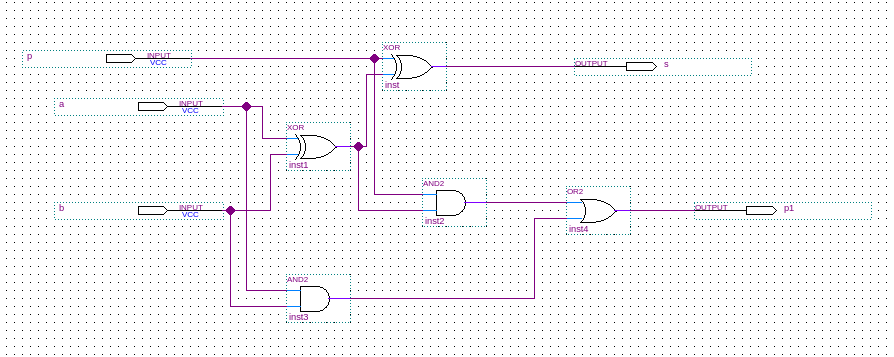 XOR
p
INPUT
VCC
OUTPUT
s
inst
a
INPUT
VCC
XOR
inst1
AND2
OR2
b
INPUT
VCC
OUTPUT
p1
inst2
inst4
AND2
inst3